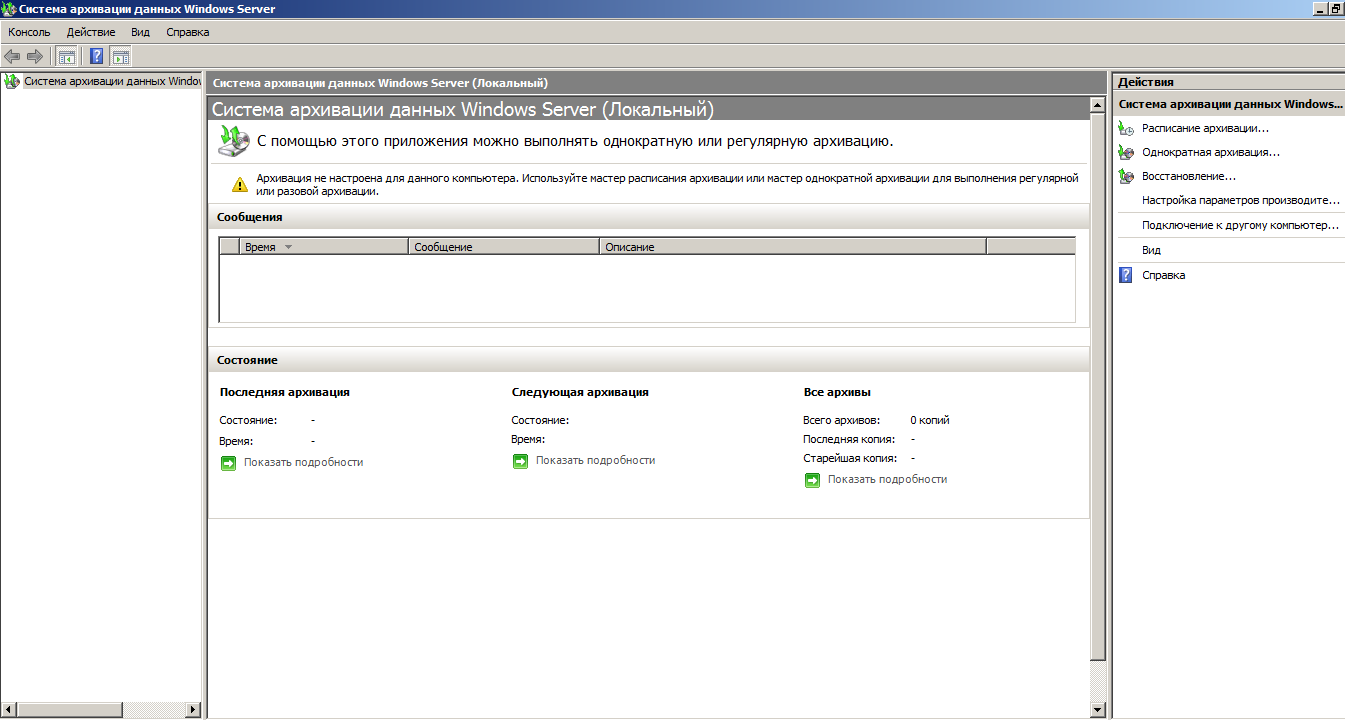 Система архивации данных Windows Server
Консоль Действие Вид Справка
Система архивации данных Windo
Система архивации данных Windows Server (Локальный)
Система архивации данных Windows Server (Локальный)
С помощью этого приложения можно выполнять однократную или регулярную архивацию.
Архивация не настроена для данного компьютера. Используйте мастер расписания архивации или мастер однократной архивации для выполнения регулярной
или разовой архивации.
Сообщения
Время Сообщение Описание
Состояние
Последняя архивация Следующая архивация Все архивы
Состояние: - Состояние: Всего архивов: 0 копий
Время: - Время: Последняя копия: -
Старейшая копия: -
Показать подробности Показать подробности
Показать подробности
Действия
Система архивации данных Windows...
Расписание архивации...
Однократная архивация...
Восстановление...
Настройка параметров производите...
Подключение к другому компьютер...
Вид
? Справка